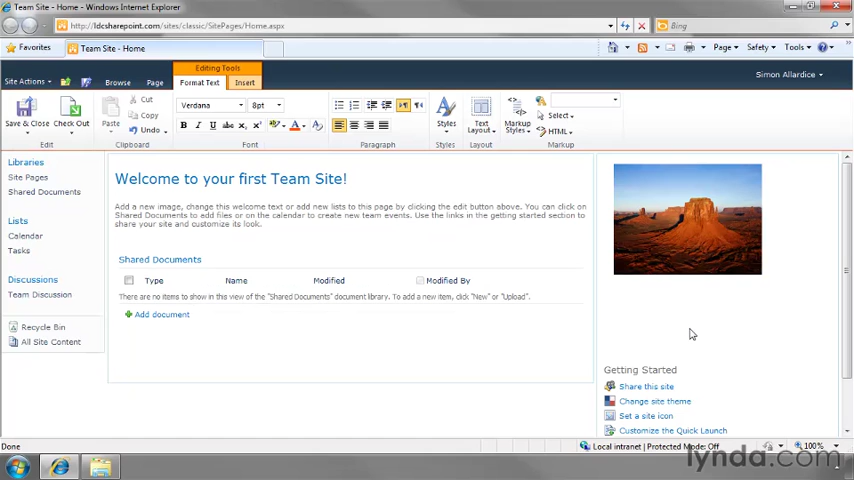 Team Site - Home - Windows Internet Explorer
http://ldcsharepoint.com/sites/classic/SitePages/Home.aspx
Bing
Favorites
Team Site - Home
Page
Safety
Tools
Editing Tools
Simon Allardice
Site Actions
Browse
Page
Format Text
Insert
Save & Close
Check Out
Paste
Cut
Copy
Undo
Verdana
8pt
B I U abc x₂ x²
A
Styles
Text Layout
Markup Styles
Select
HTML
Edit
Clipboard
Font
Paragraph
Styles
Layout
Markup
Libraries
Site Pages
Shared Documents
Lists
Calendar
Tasks
Discussions
Team Discussion
Recycle Bin
All Site Content
Welcome to your first Team Site!
Add a new image, change this welcome text or add new lists to this page by clicking the edit button above. You can click on
Shared Documents to add files or on the calendar to create new team events. Use the links in the getting started section to
share your site and customize its look.
Shared Documents
Type Name Modified Modified By
There are no items to show in this view of the "Shared Documents" document library. To add a new item, click "New" or "Upload".
Add document
Getting Started
Share this site
Change site theme
Set a site icon
Customize the Quick Launch
Done
Local intranet | Protected Mode: Off
100%
lynda.com